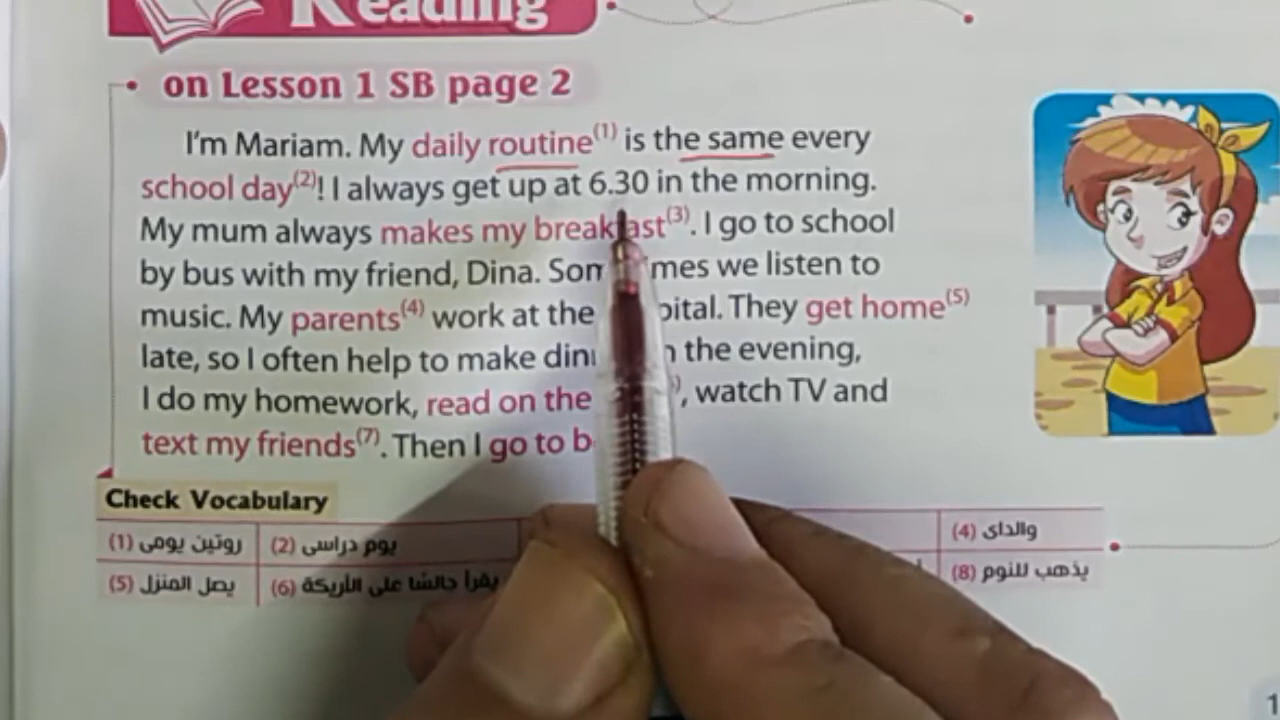 Reading
on Lesson 1 SB page 2
I'm Mariam. My daily routine(1) is the same every
school day(2)! I always get up at 6.30 in the morning.
My mum always makes my breakfast(3). I go to school
by bus with my friend, Dina. Sometimes we listen to
music. My parents(4) work at the hospital. They get home(5)
late, so I often help to make in the evening,
I do my homework, read on the , watch TV and
text my friends(7). Then I go to
Check Vocabulary
(1) روتين يومى (2) يوم دراسى (4) والداى
(5) يصل المنزل (6) يقرأ جالسًا على الأريكة (8) يذهب للنوم
1